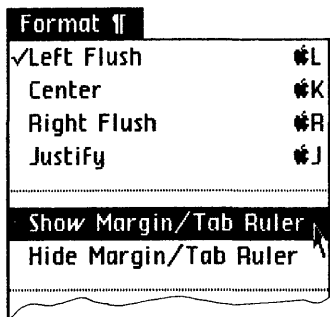 Format ¶
✓Left Flush L
Center K
Right Flush R
Justify J
Show Margin/Tab Ruler
Hide Margin/Tab Ruler